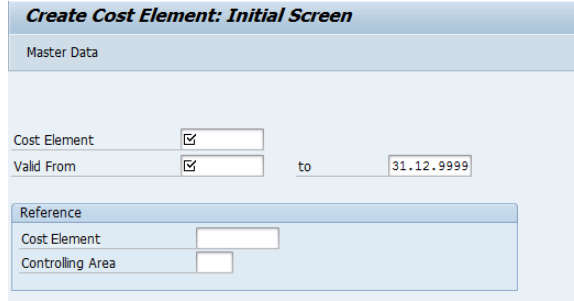 Create Cost Element: Initial Screen
Master Data
Cost Element
Valid From to 31.12.9999
Reference
Cost Element
Controlling Area